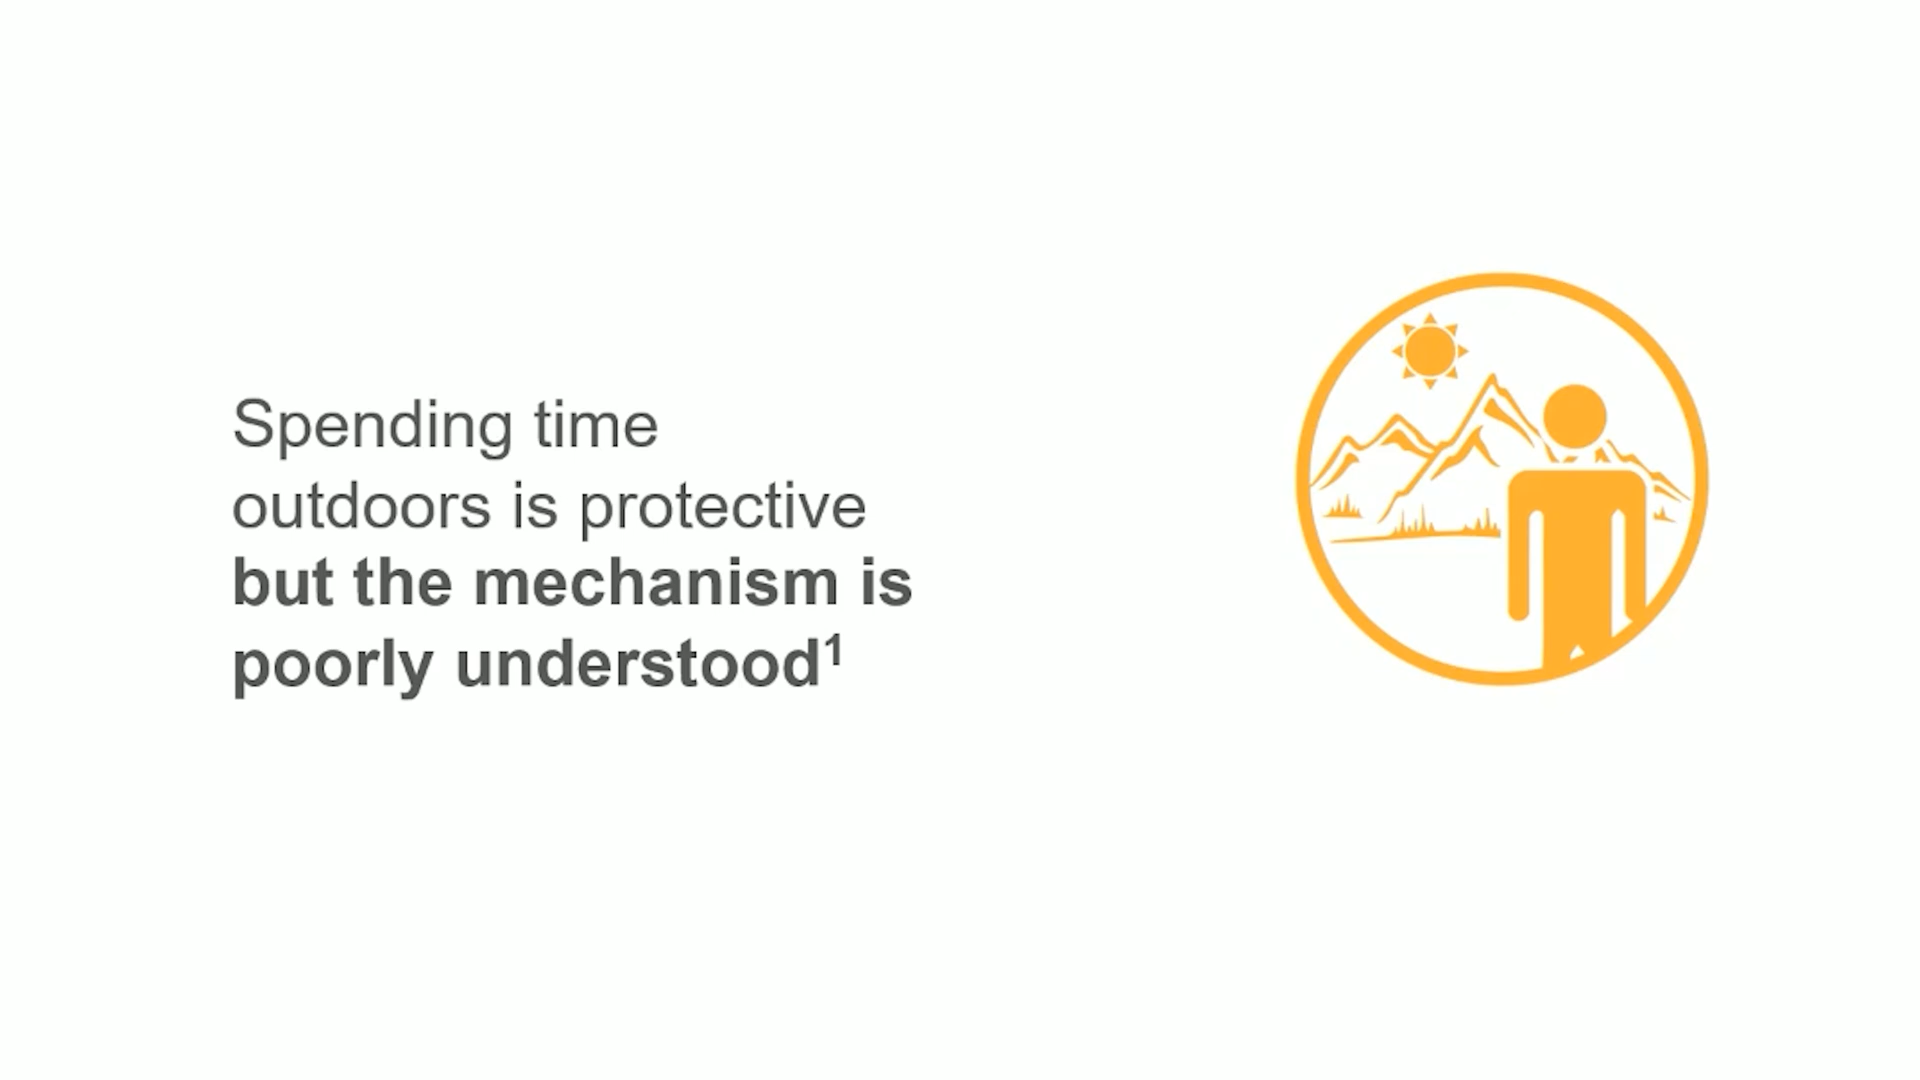 Spending time
outdoors is protective
but the mechanism is
poorly understood¹